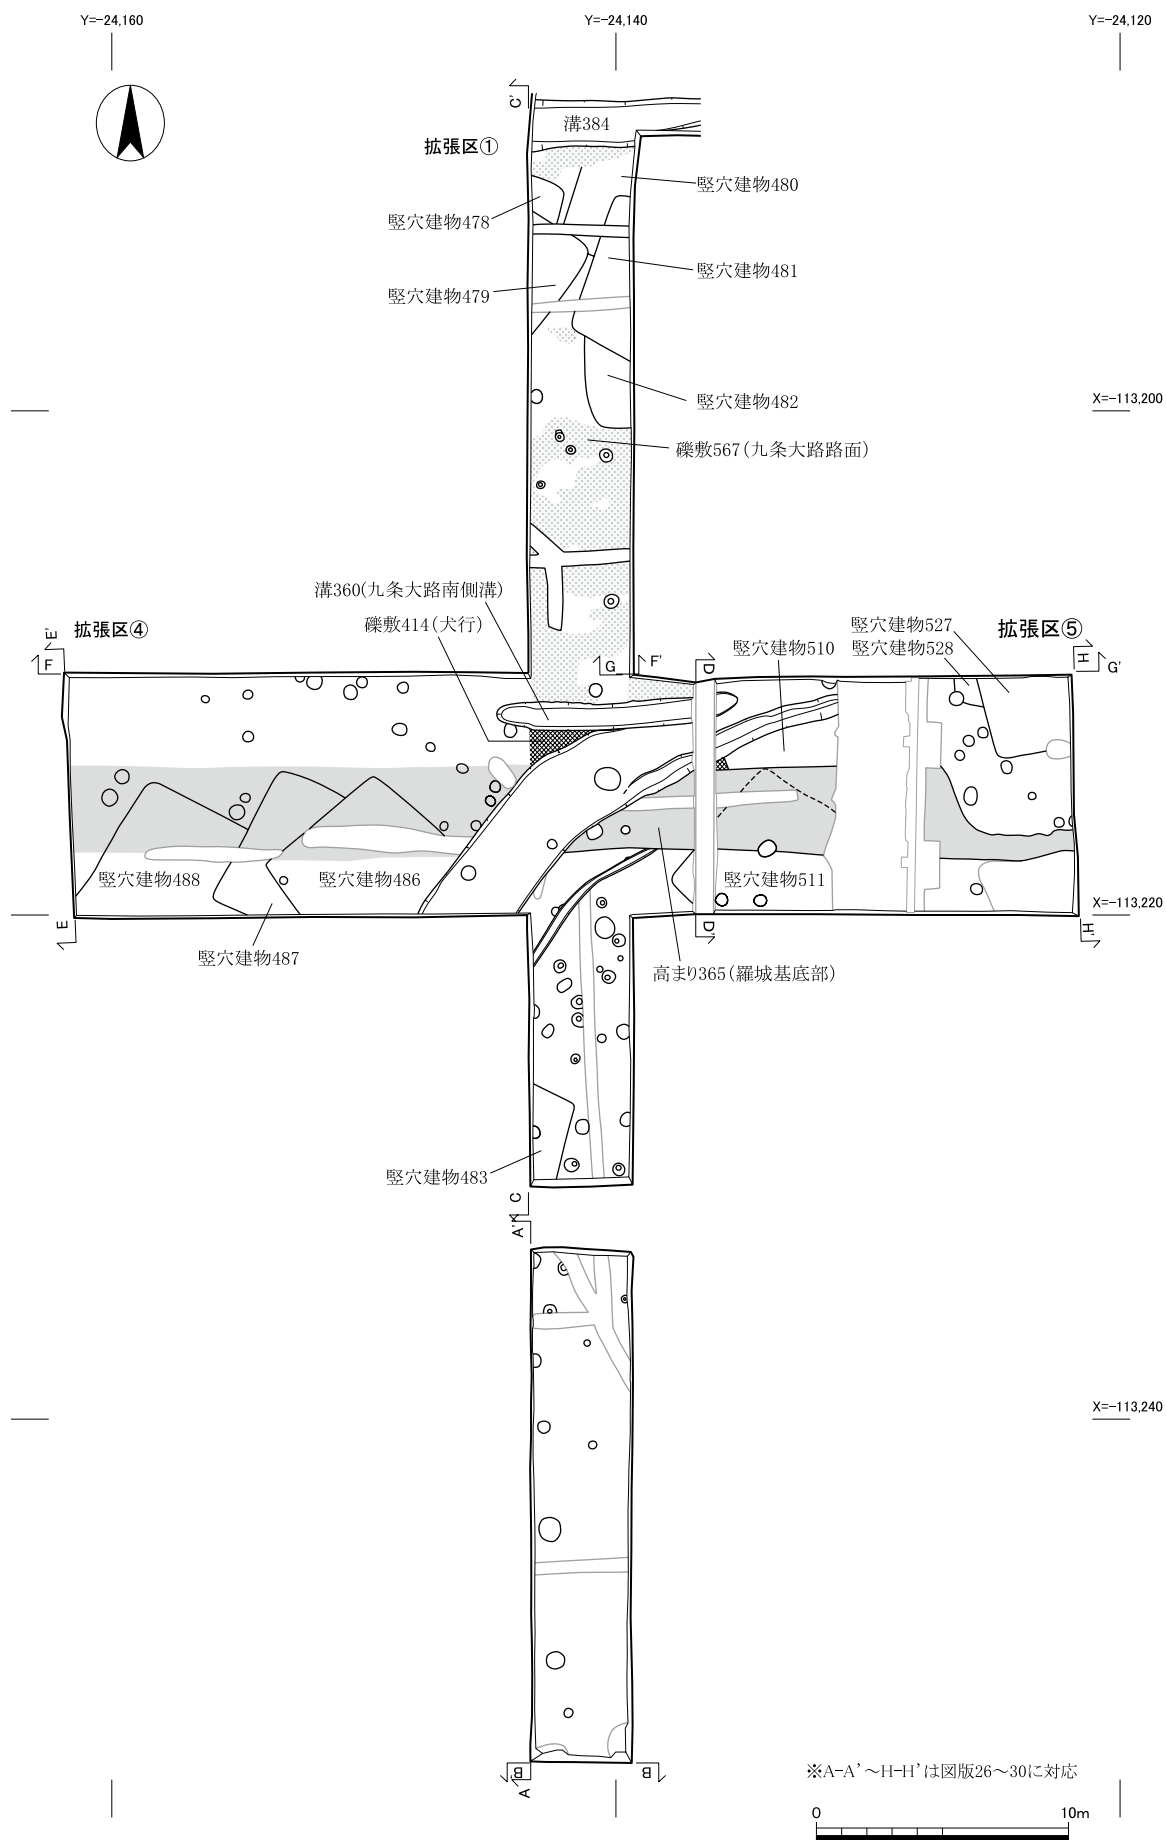 Y=-24,160
Y=-24,140
Y=-24,120
C'
溝384
拡張区①
竪穴建物480
竪穴建物478
竪穴建物481
竪穴建物479
X=-113,200
竪穴建物482
礫敷567(九条大路路面)
溝360(九条大路南側溝)
礫敷414(犬行)
竪穴建物527
拡張区④
拡張区⑤
竪穴建物510
竪穴建物528
E'
F
G
F'
D
H
G'
竪穴建物488
竪穴建物486
竪穴建物511
X=-113,220
E
D'
H'
竪穴建物487
高まり365(羅城基底部)
竪穴建物483
C
A'
X=-113,240
B'
B
A
※A-A'~H-H'は図版26~30に対応
0
10m